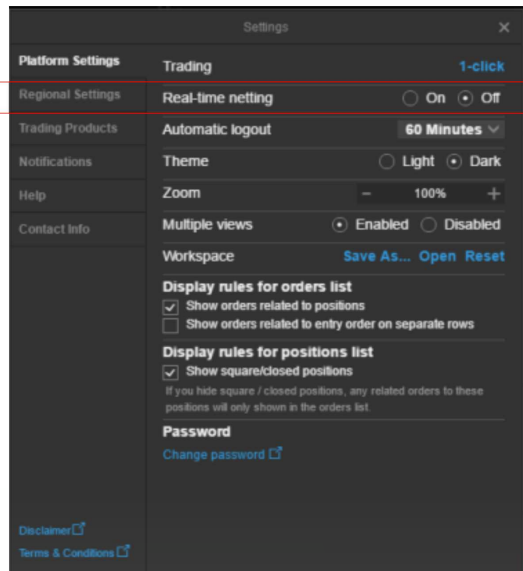 Settings
Platform Settings
Regional Settings
Trading Products
Notifications
Help
Contact Info
Disclaimer
Terms & Conditions
Trading 1-click
Real-time netting On Off
Automatic logout 60 Minutes
Theme Light Dark
Zoom − 100% +
Multiple views Enabled Disabled
Workspace Save As... Open Reset
Display rules for orders list
Show orders related to positions
Show orders related to entry order on separate rows
Display rules for positions list
Show square/closed positions
If you hide square / closed positions, any related orders to these
positions will only shown in the orders list.
Password
Change password